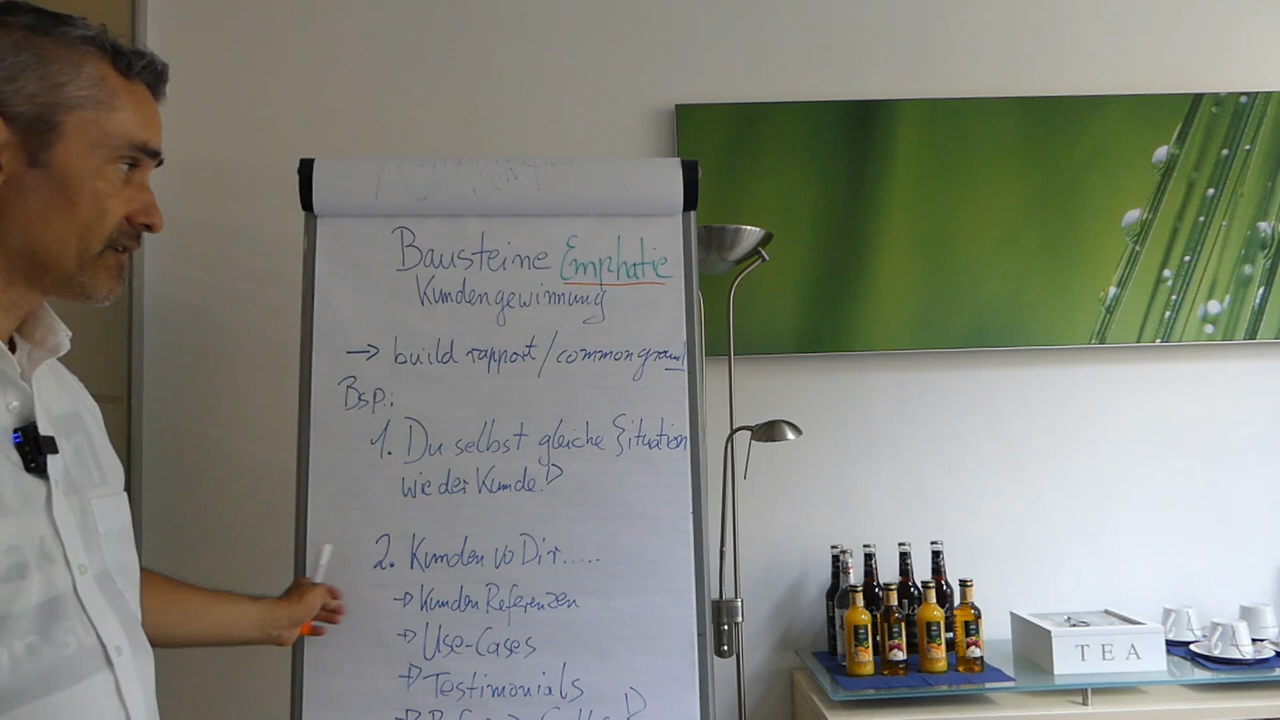 Bausteine Emphatie
Kundengewinnung
→ build rapport/common ground
Bsp.:
1. Du selbst gleiche Situation
wie der Kunde!
2. Kunden vo Dir.....
→ Kunden Referenzen
→ Use-Cases
→ Testimonials
TEA